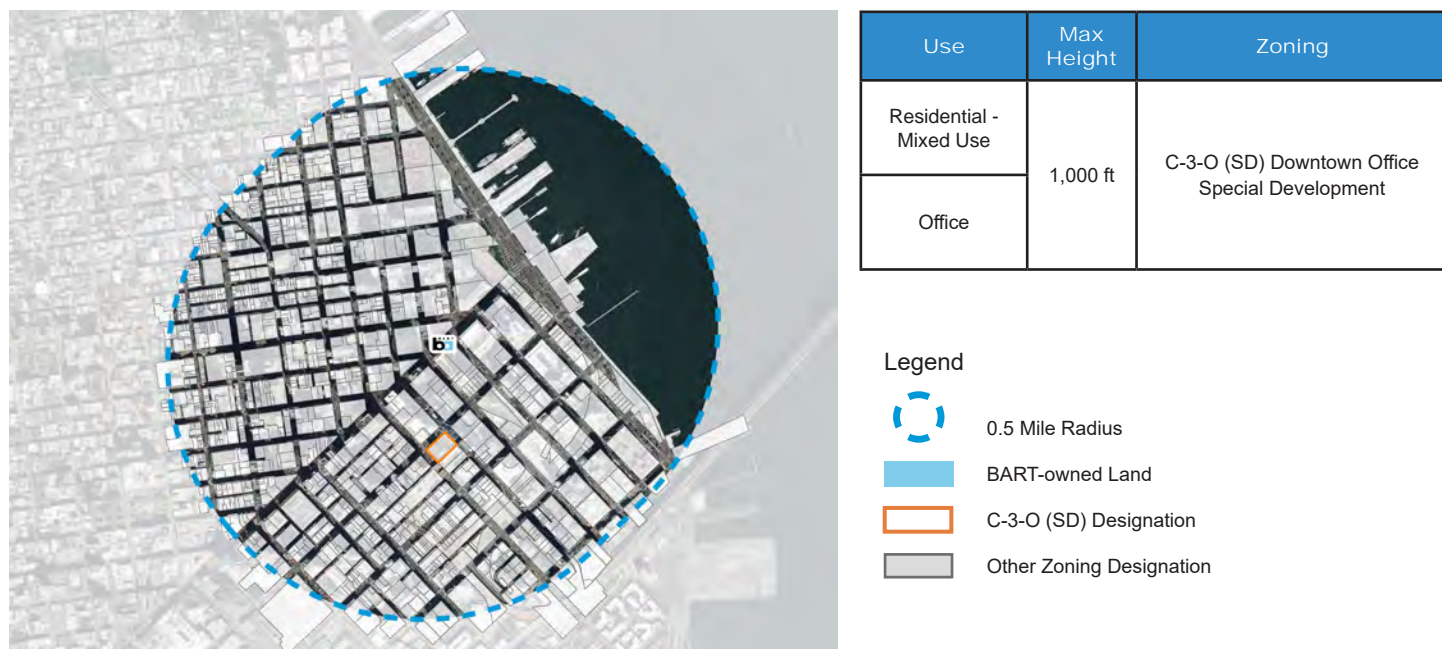 Use
Max
Height
Zoning
Residential -
Mixed Use
1,000 ft
C-3-O (SD) Downtown Office
Special Development
Office
Legend
0.5 Mile Radius
BART-owned Land
C-3-O (SD) Designation
Other Zoning Designation
ba